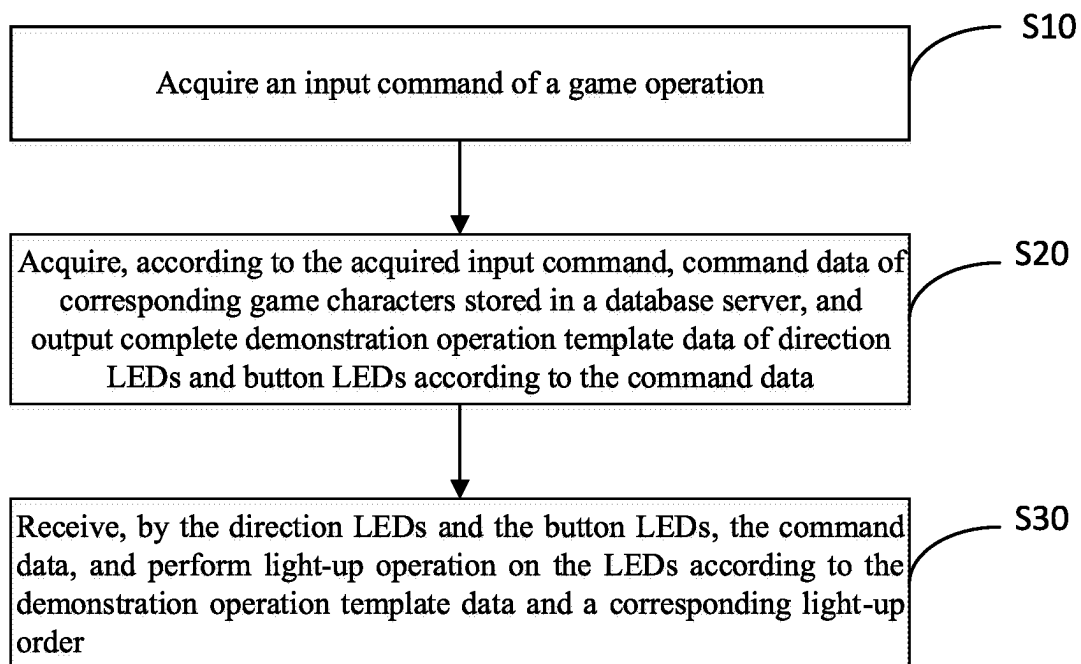 S10
Acquire an input command of a game operation
S20
Acquire, according to the acquired input command, command data of
corresponding game characters stored in a database server, and
output complete demonstration operation template data of direction
LEDs and button LEDs according to the command data
S30
Receive, by the direction LEDs and the button LEDs, the command
data, and perform light-up operation on the LEDs according to the
demonstration operation template data and a corresponding light-up
order